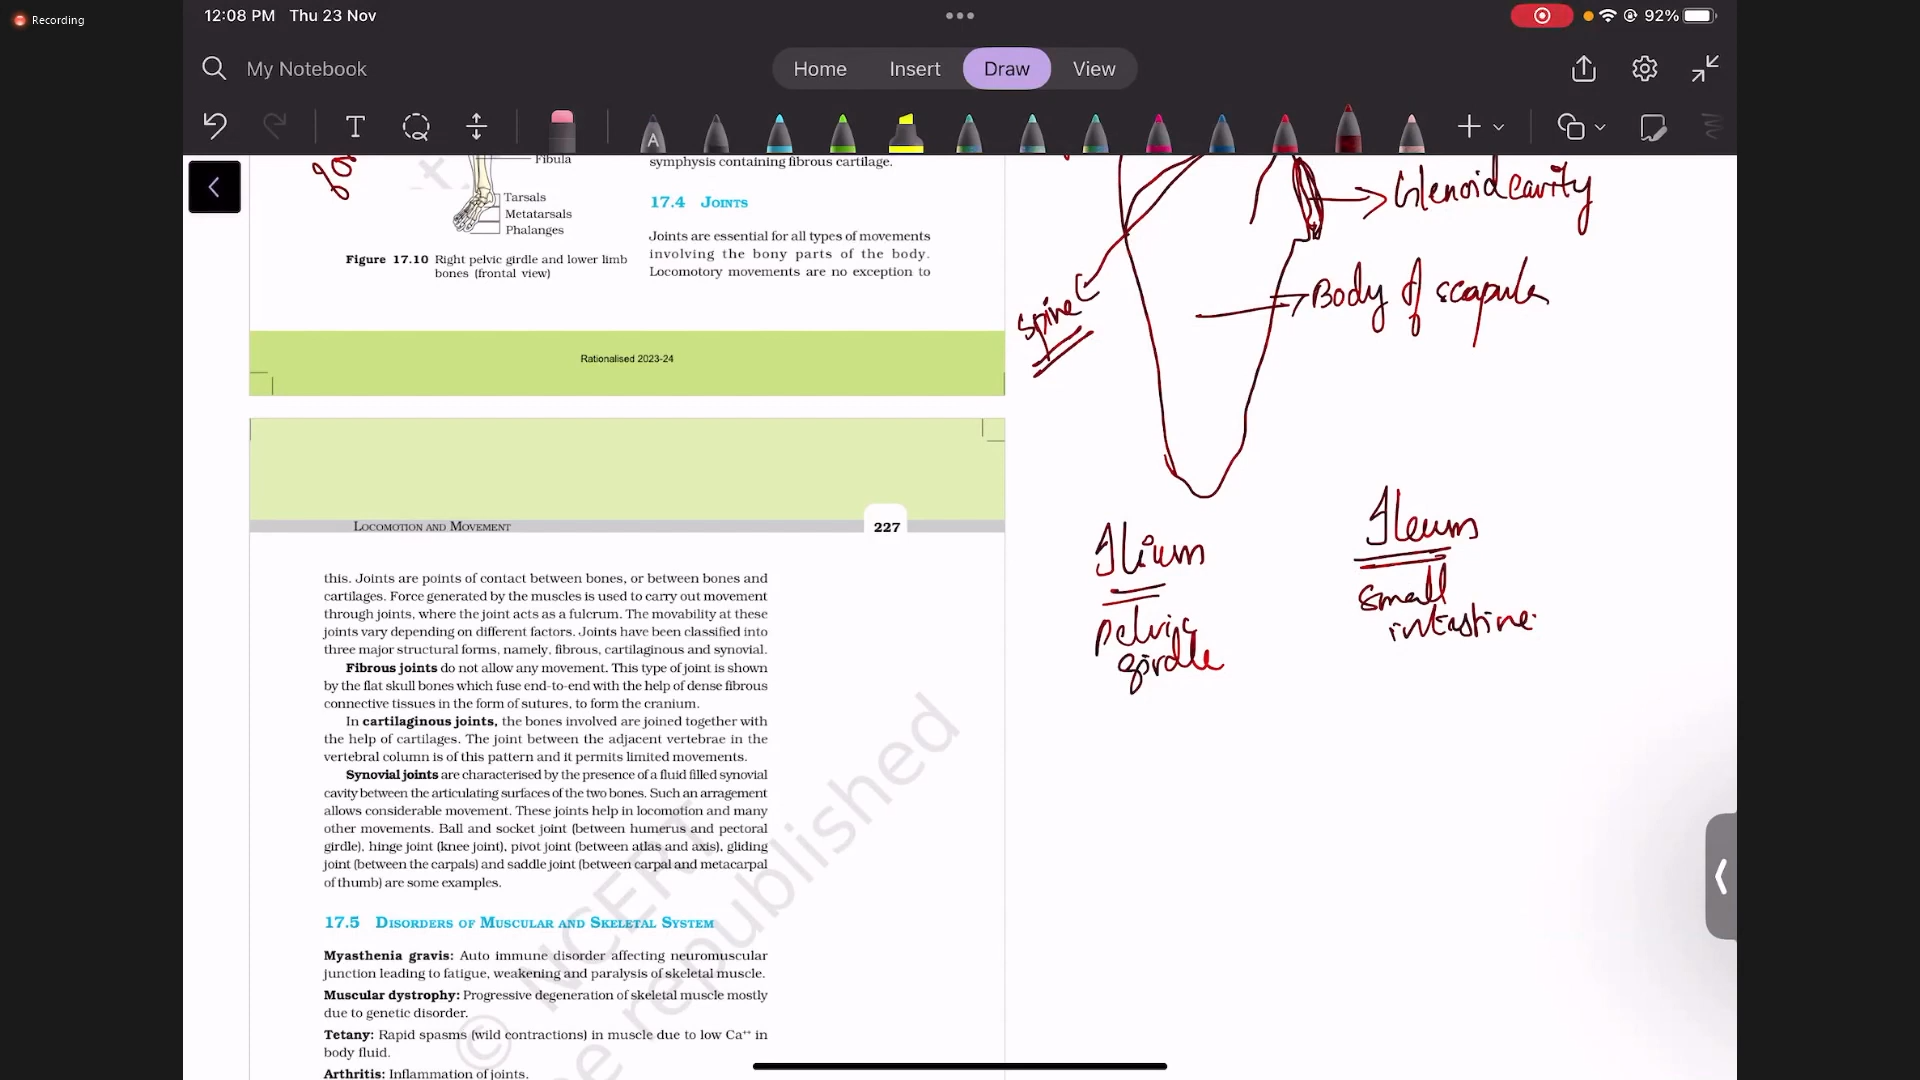 Recording
12:08 PM Thu 23 Nov
92%
My Notebook
Home Insert Draw View
T
A
Fibula
Tarsals
Metatarsals
Phalanges
Figure 17.10 Right pelvic girdle and lower limb
bones (frontal view)
symphysis containing fibrous cartilage.
17.4 JOINTS
Joints are essential for all types of movements
involving the bony parts of the body.
Locomotory movements are no exception to
Rationalised 2023-24
LOCOMOTION AND MOVEMENT
227
this. Joints are points of contact between bones, or between bones and
cartilages. Force generated by the muscles is used to carry out movement
through joints, where the joint acts as a fulcrum. The movability at these
joints vary depending on different factors. Joints have been classified into
three major structural forms, namely, fibrous, cartilaginous and synovial.
Fibrous joints do not allow any movement. This type of joint is shown
by the flat skull bones which fuse end-to-end with the help of dense fibrous
connective tissues in the form of sutures, to form the cranium.
In cartilaginous joints, the bones involved are joined together with
the help of cartilages. The joint between the adjacent vertebrae in the
vertebral column is of this pattern and it permits limited movements.
Synovial joints are characterised by the presence of a fluid filled synovial
cavity between the articulating surfaces of the two bones. Such an arragement
allows considerable movement. These joints help in locomotion and many
other movements. Ball and socket joint (between humerus and pectoral
girdle), hinge joint (knee joint), pivot joint (between atlas and axis), gliding
joint (between the carpals) and saddle joint (between carpal and metacarpal
of thumb) are some examples.
17.5 DISORDERS OF MUSCULAR AND SKELETAL SYSTEM
Myasthenia gravis: Auto immune disorder affecting neuromuscular
junction leading to fatigue, weakening and paralysis of skeletal muscle.
Muscular dystrophy: Progressive degeneration of skeletal muscle mostly
due to genetic disorder.
Tetany: Rapid spasms (wild contractions) in muscle due to low Ca⁺⁺ in
body fluid.
Arthritis: Inflammation of joints.
© NCERT
republished
Glenoid cavity
Body of scapula
Spine
Ilium
pelvic
girdle
Ileum
small
intestine.